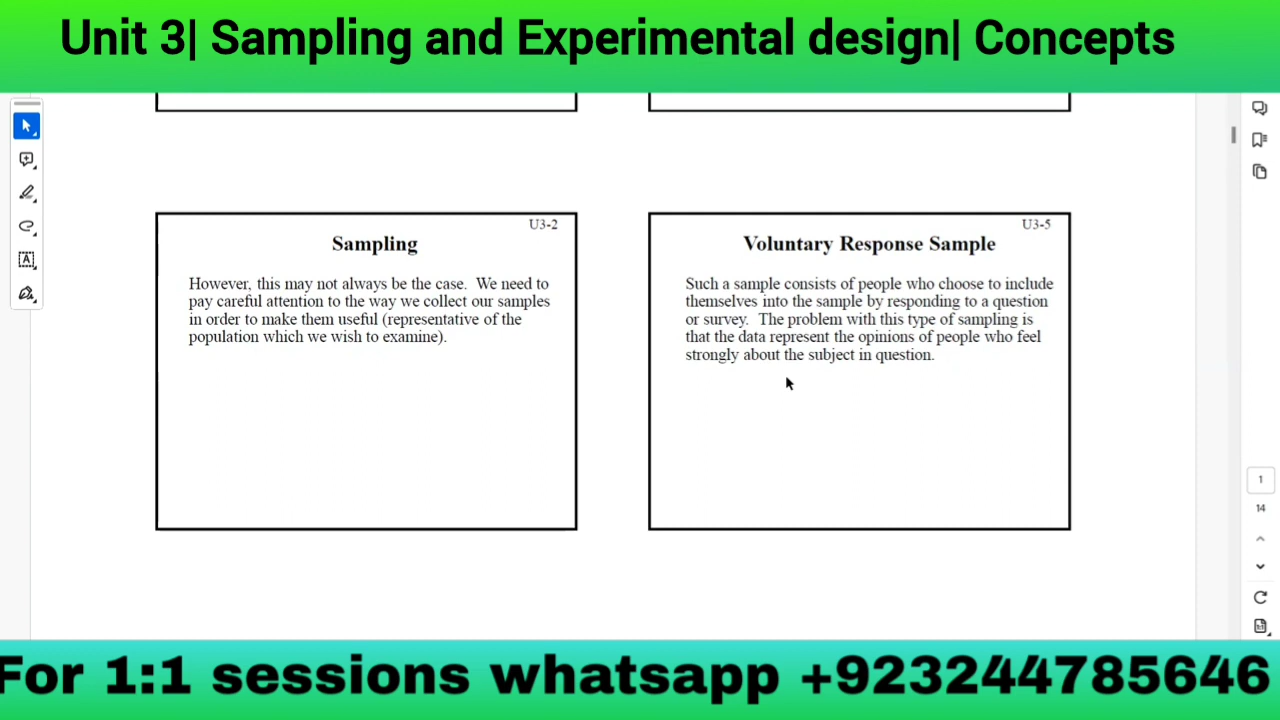 Unit 3| Sampling and Experimental design| Concepts
U3-2
Sampling
However, this may not always be the case. We need to
pay careful attention to the way we collect our samples
in order to make them useful (representative of the
population which we wish to examine).
U3-5
Voluntary Response Sample
Such a sample consists of people who choose to include
themselves into the sample by responding to a question
or survey. The problem with this type of sampling is
that the data represent the opinions of people who feel
strongly about the subject in question.
1
14
For 1:1 sessions whatsapp +923244785646